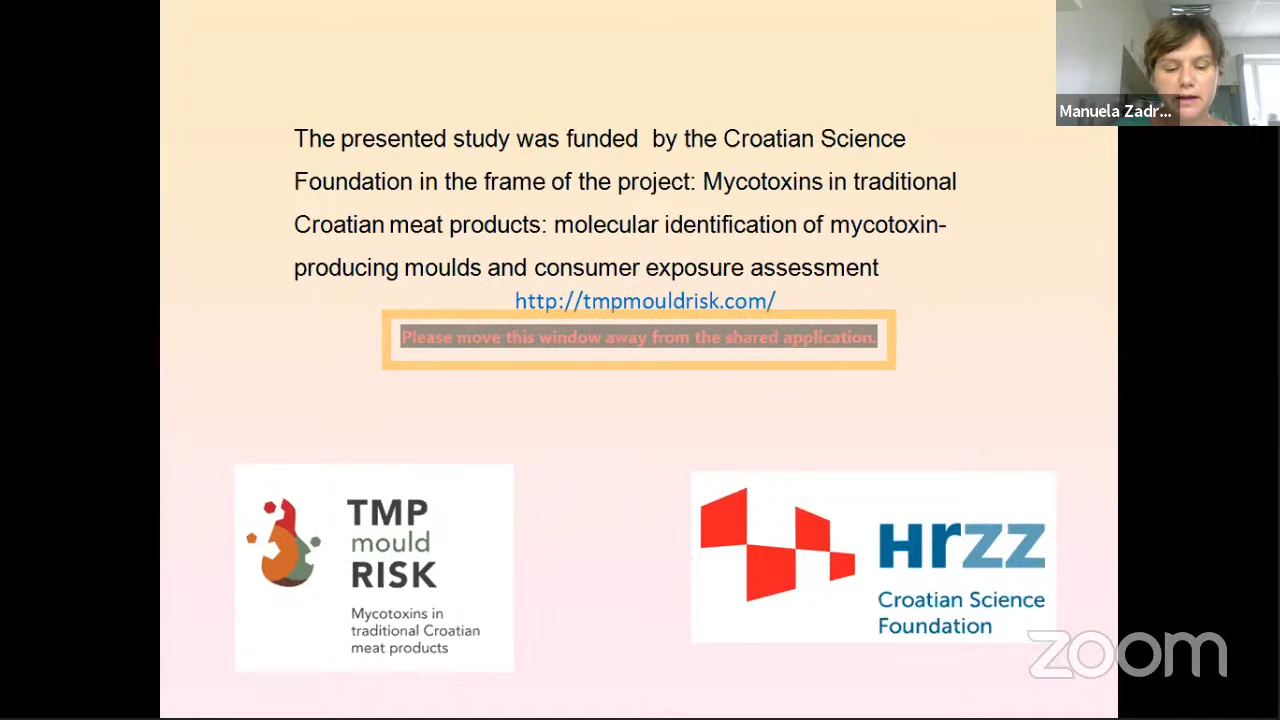 Manuela Zadr...
The presented study was funded by the Croatian Science
Foundation in the frame of the project: Mycotoxins in traditional
Croatian meat products: molecular identification of mycotoxin-
producing moulds and consumer exposure assessment
http://tmpmouldrisk.com/
Please move this window away from the shared application.
TMP
mould
RISK
Mycotoxins in
traditional Croatian
meat products
HRZZ
Croatian Science
Foundation
zoom